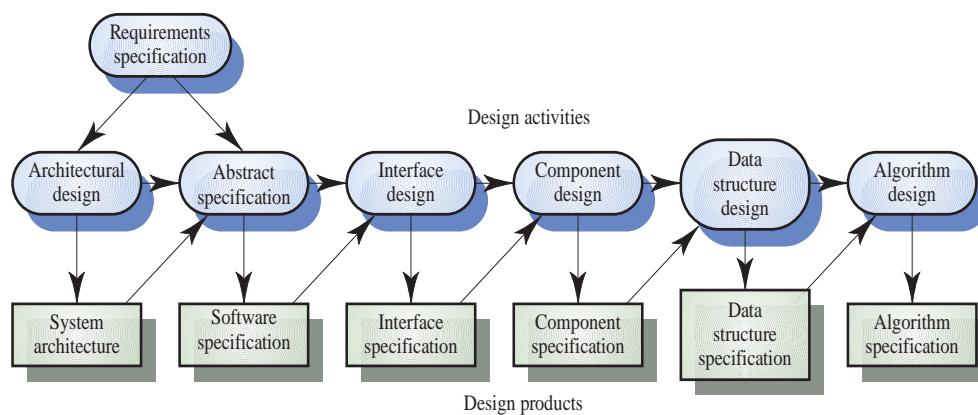 Requirements
specification
Design activities
Architectural
design
Abstract
specification
Interface
design
Component
design
Data
structure
design
Algorithm
design
System
architecture
Software
specification
Interface
specification
Component
specification
Data
structure
specification
Algorithm
specification
Design products